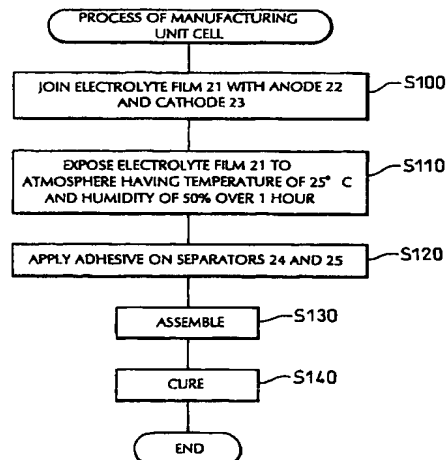 PROCESS OF MANUFACTURING
UNIT CELL
JOIN ELECTROLYTE FILM 21 WITH ANODE 22
AND CATHODE 23
S100
EXPOSE ELECTROLYTE FILM 21 TO
ATMOSPHERE HAVING TEMPERATURE OF 25° C
AND HUMIDITY OF 50% OVER 1 HOUR
S110
APPLY ADHESIVE ON SEPARATORS 24 AND 25
S120
ASSEMBLE
S130
CURE
S140
END